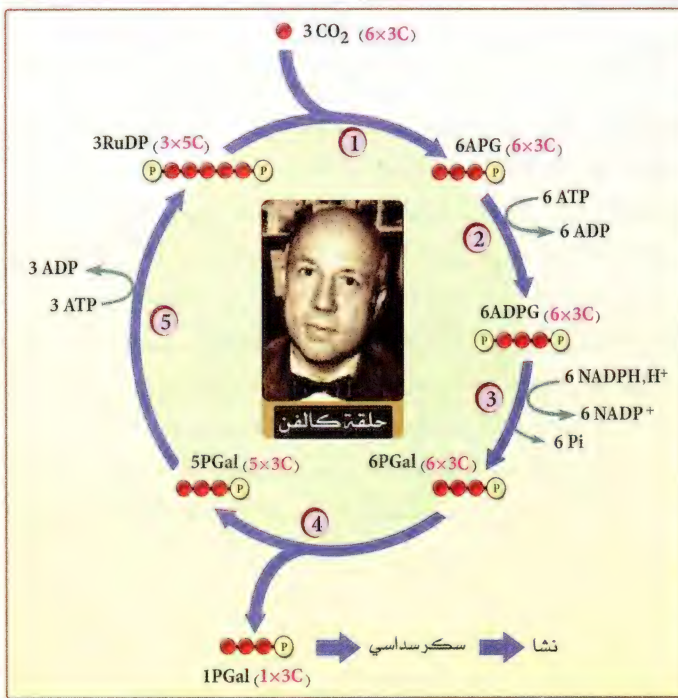 3 CO2 (6×3C)
3RuDP (3×5C)
1
6APG (6×3C)
P P
P
6 ATP
2
6 ADP
3 ADP
3 ATP
5
6ADPG (6×3C)
P P
6 NADPH,H+
3
6 NADP+
6 Pi
حلقة كالفن
5PGal (5×3C)
6PGal (6×3C)
P
P
4
P
سكر سداسي
نشا
1PGal (1×3C)